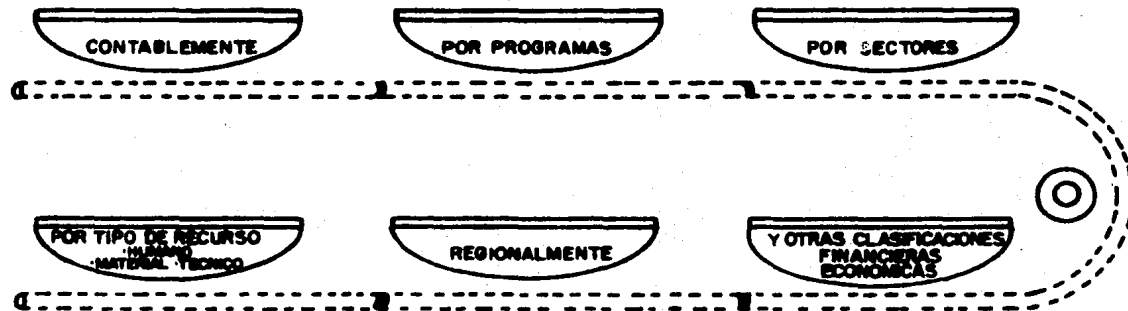 CONTABLEMENTE
POR PROGRAMAS
POR SECTORES
POR TIPO DE RECURSO
·HUMANO
·MATERIAL ·TECNICO
REGIONALMENTE
Y OTRAS CLASIFICACIONES
FINANCIERAS
ECONOMICAS